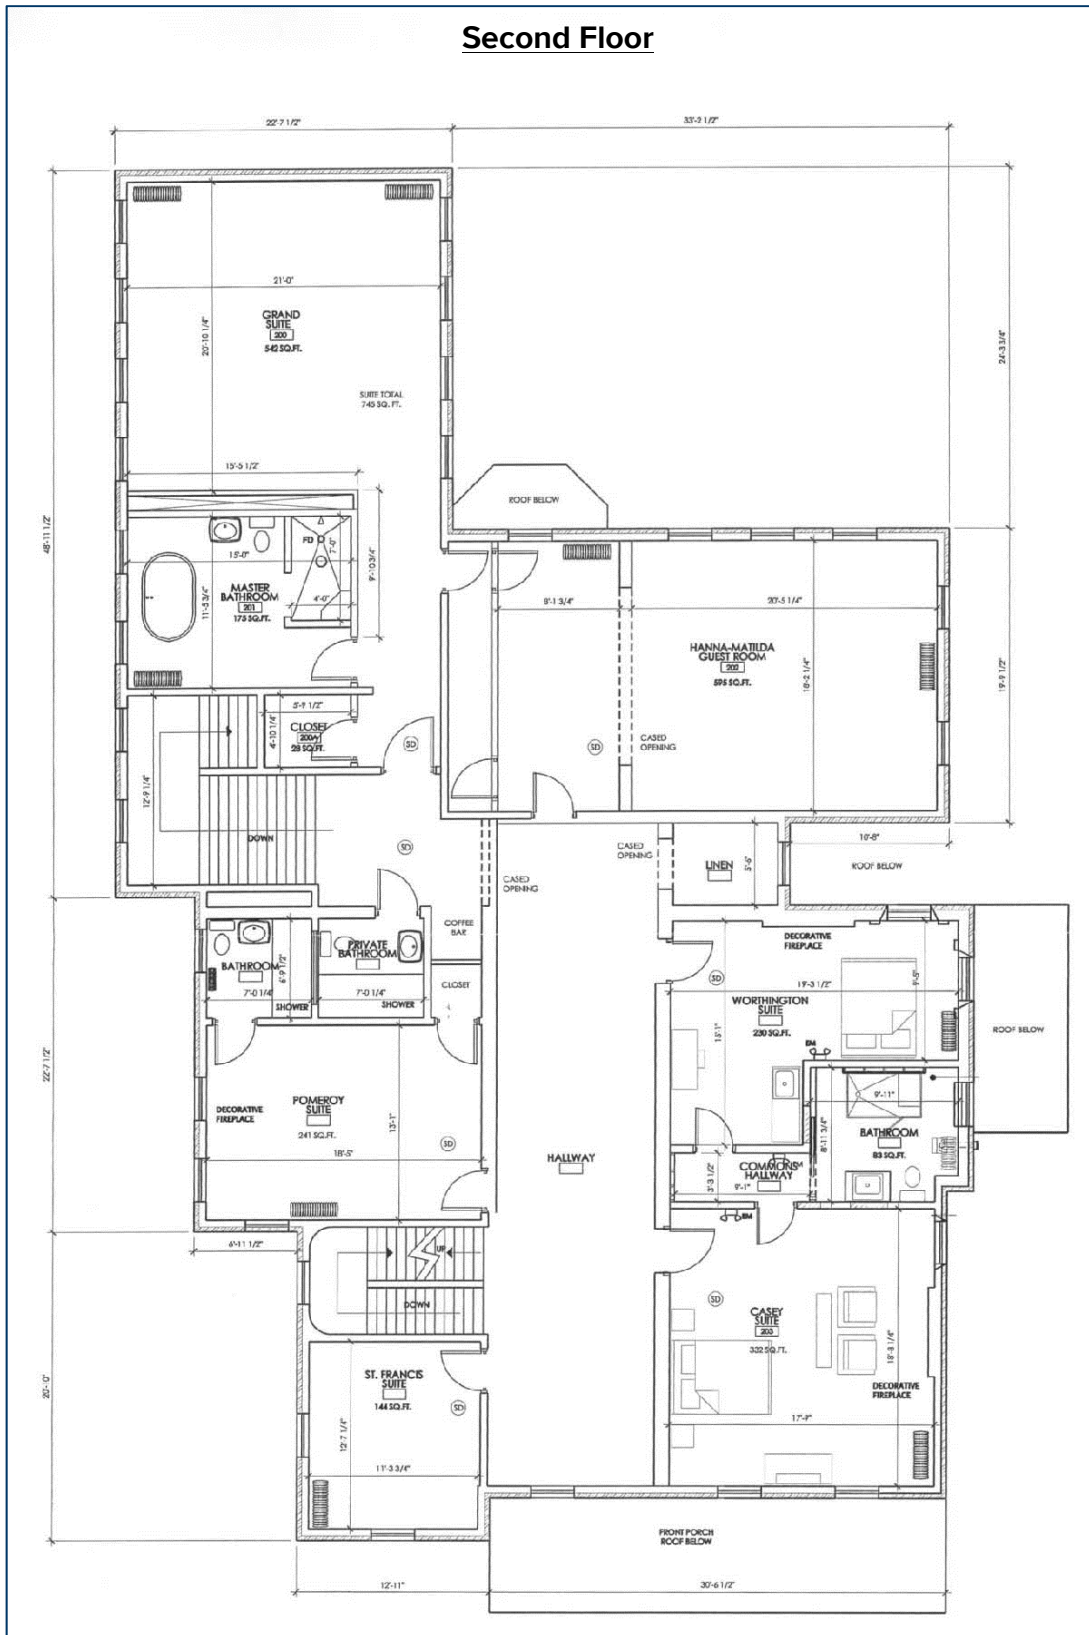 Second Floor
22'-7 1/2"
33'-2 1/2"
21'-0"
GRAND
SUITE
200
542 SQ.FT.
20'-10 1/4"
24'-3 3/4"
SUITE TOTAL
745 SQ. FT.
15'-5 1/2"
ROOF BELOW
48'-11 1/2"
FD
7'-0"
15'-0"
9'-10 3/4"
MASTER
BATHROOM
201
175 SQ.FT.
11'-5 3/4"
4'-0"
20'-5 1/4"
HANNA-MATILDA
GUEST ROOM
202
595 SQ.FT.
18'-2 1/4"
19'-9 1/2"
5'-9 1/2"
CLOSET
200A
28 SQ.FT.
4'-10 1/4"
SD
SD
CASED
OPENING
12'-9 1/4"
DOWN
SD
CASED
OPENING
LINEN
5'-6"
10'-8"
ROOF BELOW
CASED
OPENING
COFFEE
BAR
DECORATIVE
FIREPLACE
BATHROOM
6'-9 1/2"
PRIVATE
BATHROOM
7'-0 1/4"
SHOWER
7'-0 1/4"
SHOWER
CLOSET
SD
19'-3 1/2"
WORTHINGTON
SUITE
230 SQ.FT.
15'-1"
9'-5"
ROOF BELOW
EM
22'-7 1/2"
DECORATIVE
FIREPLACE
POMEROY
SUITE
241 SQ.FT.
13'-1"
18'-5"
SD
9'-11"
BATHROOM
83 SQ.FT.
8'-11 3/4"
HALLWAY
COMMONS
HALLWAY
3'-3 1/2"
9'-1"
EM
6'-11 1/2"
UP
DOWN
SD
CASEY
SUITE
203
332 SQ.FT.
18'-3 1/4"
DECORATIVE
FIREPLACE
17'-9"
20'-0"
ST. FRANCIS
SUITE
144 SQ.FT.
SD
12'-7 1/4"
11'-3 3/4"
FRONT PORCH
ROOF BELOW
12'-11"
30'-6 1/2"